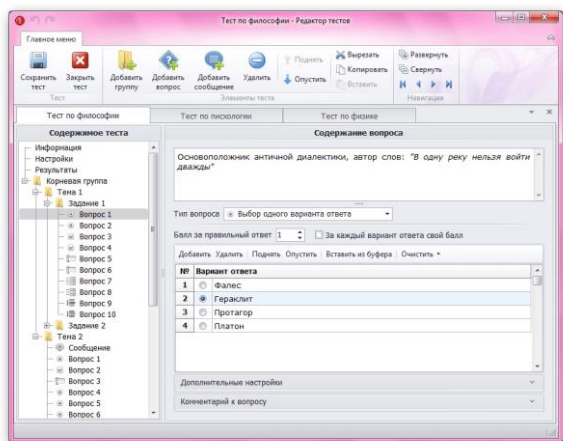 Тест по философии - Редактор тестов
Главное меню
Сохранить тест
Закрыть тест
Добавить группу
Добавить вопрос
Добавить сообщение
Удалить
Поднять
Опустить
Вырезать
Копировать
Вставить
Развернуть
Свернуть
Тест
Элементы теста
Навигация
Тест по философии
Тест по пискологии
Тест по физике
Содержимое теста
Информация
Настройки
Результаты
Корневая группа
Тема 1
Задание 1
Вопрос 1
Вопрос 2
Вопрос 3
Вопрос 4
Вопрос 5
Вопрос 6
Вопрос 7
Вопрос 8
Вопрос 9
Вопрос 10
Задание 2
Тема 2
Сообщение
Вопрос 1
Вопрос 2
Вопрос 3
Вопрос 4
Вопрос 5
Вопрос 6
Содержание вопроса
Основоположник античной диалектики, автор слов: "В одну реку нельзя войти
дважды"
Тип вопроса Выбор одного варианта ответа
Балл за правильный ответ 1 За каждый вариант ответа свой балл
Добавить Удалить Поднять Опустить Вставить из буфера Очистить
№ Вариант ответа
1 Фалес
2 Гераклит
3 Протагор
4 Платон
Дополнительные настройки
Комментарий к вопросу